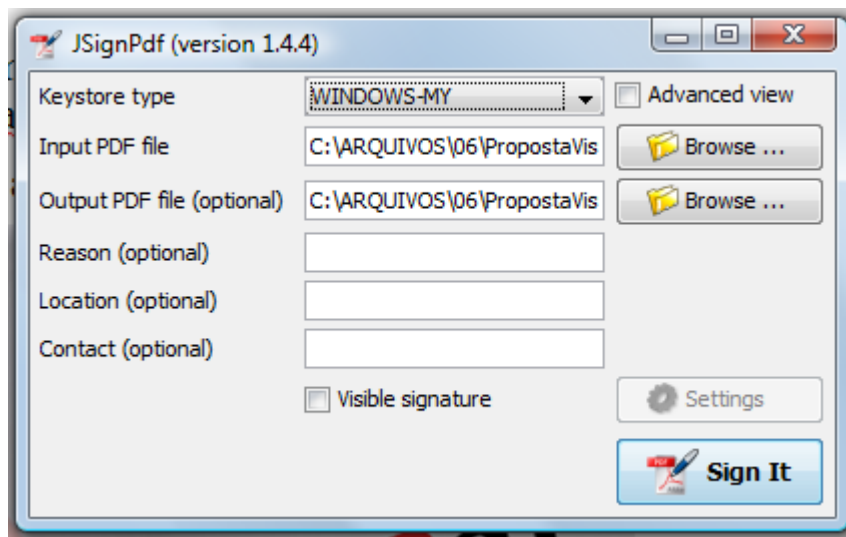 JSignPdf (version 1.4.4)
Keystore type WINDOWS-MY Advanced view
Input PDF file C:\ARQUIVOS\06\PropostaVis Browse ...
Output PDF file (optional) C:\ARQUIVOS\06\PropostaVis Browse ...
Reason (optional)
Location (optional)
Contact (optional)
Visible signature Settings
Sign It